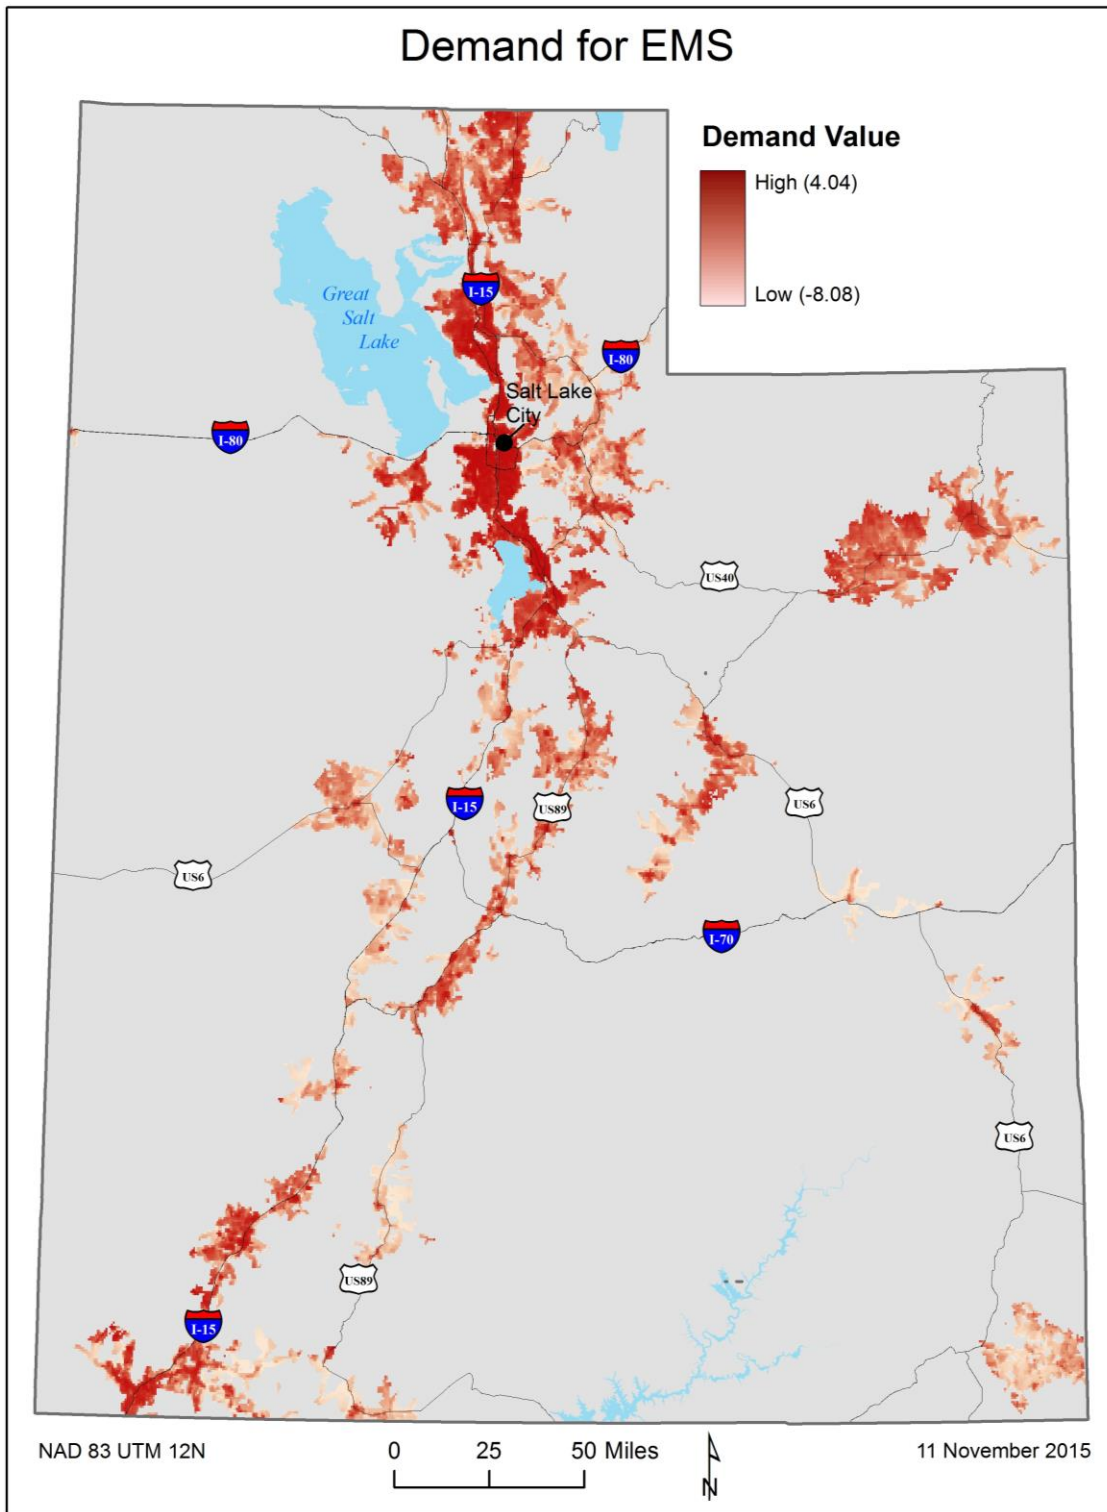 Demand for EMS
Demand Value
High (4.04)
Low (-8.08)
I-15
Great
Salt
Lake
I-80
Salt Lake
City
I-80
US40
I-15
US89
US6
US6
I-70
US6
US89
I-15
NAD 83 UTM 12N
0 25 50 Miles
N
11 November 2015